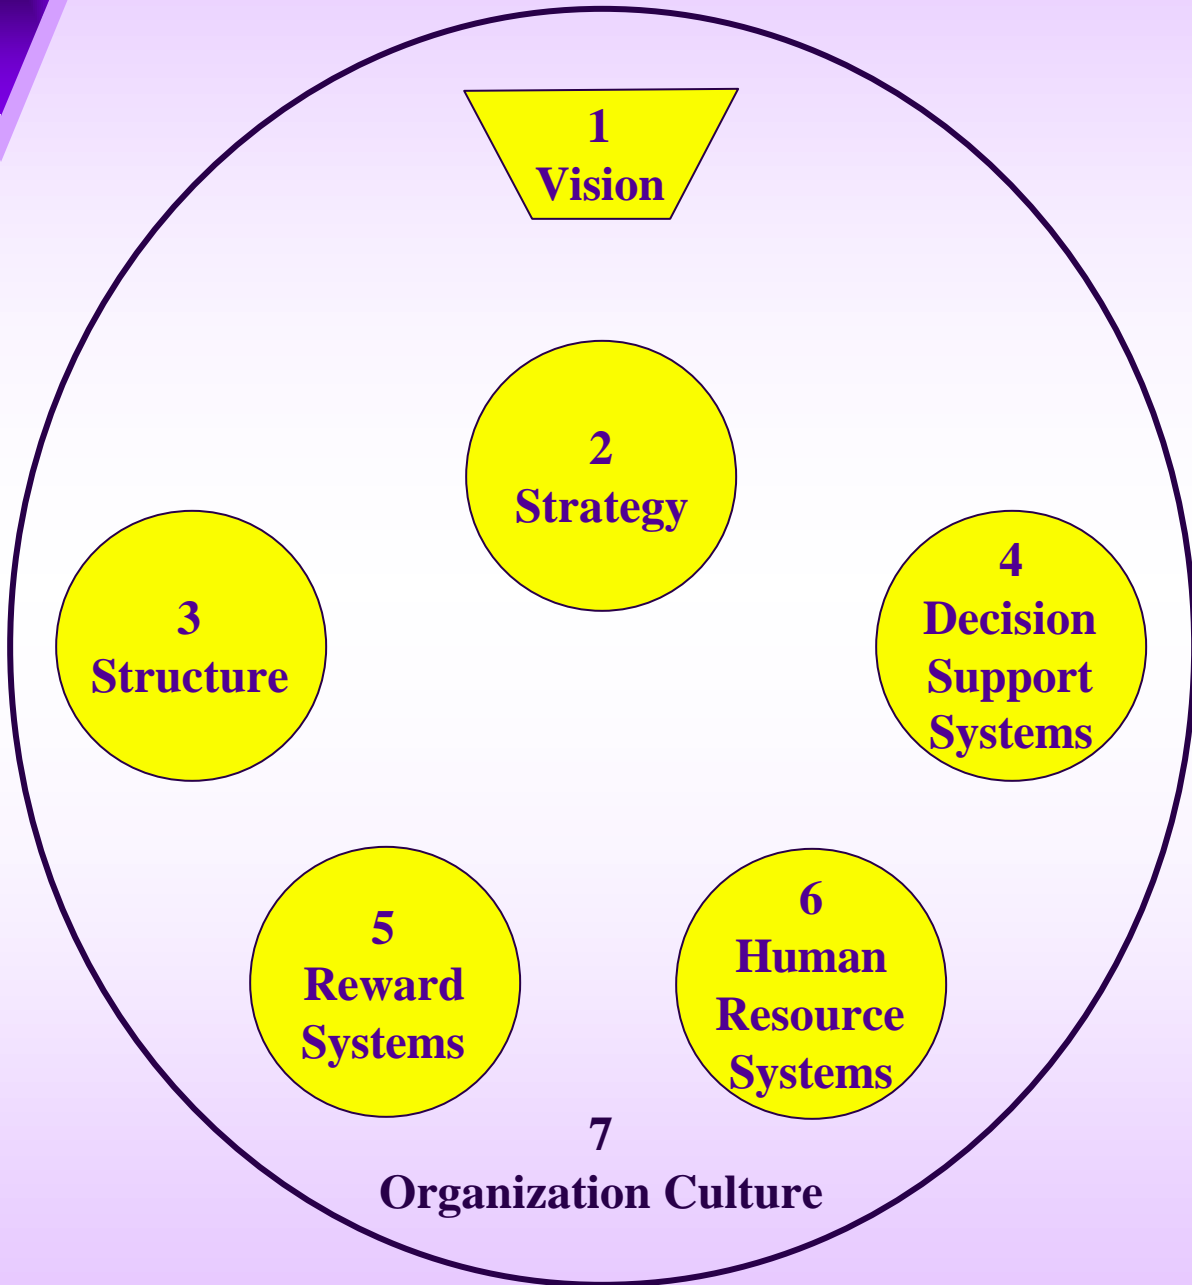 1
Vision
2
Strategy
3
Structure
4
Decision
Support
Systems
5
Reward
Systems
6
Human
Resource
Systems
7
Organization Culture